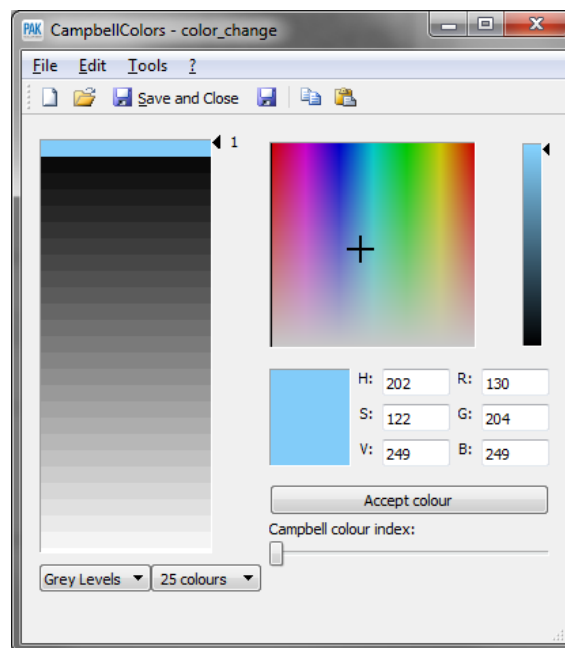 PAK CampbellColors - color_change
File Edit Tools ?
Save and Close
1
H: 202 R: 130
S: 122 G: 204
V: 249 B: 249
Accept colour
Campbell colour index:
Grey Levels 25 colours